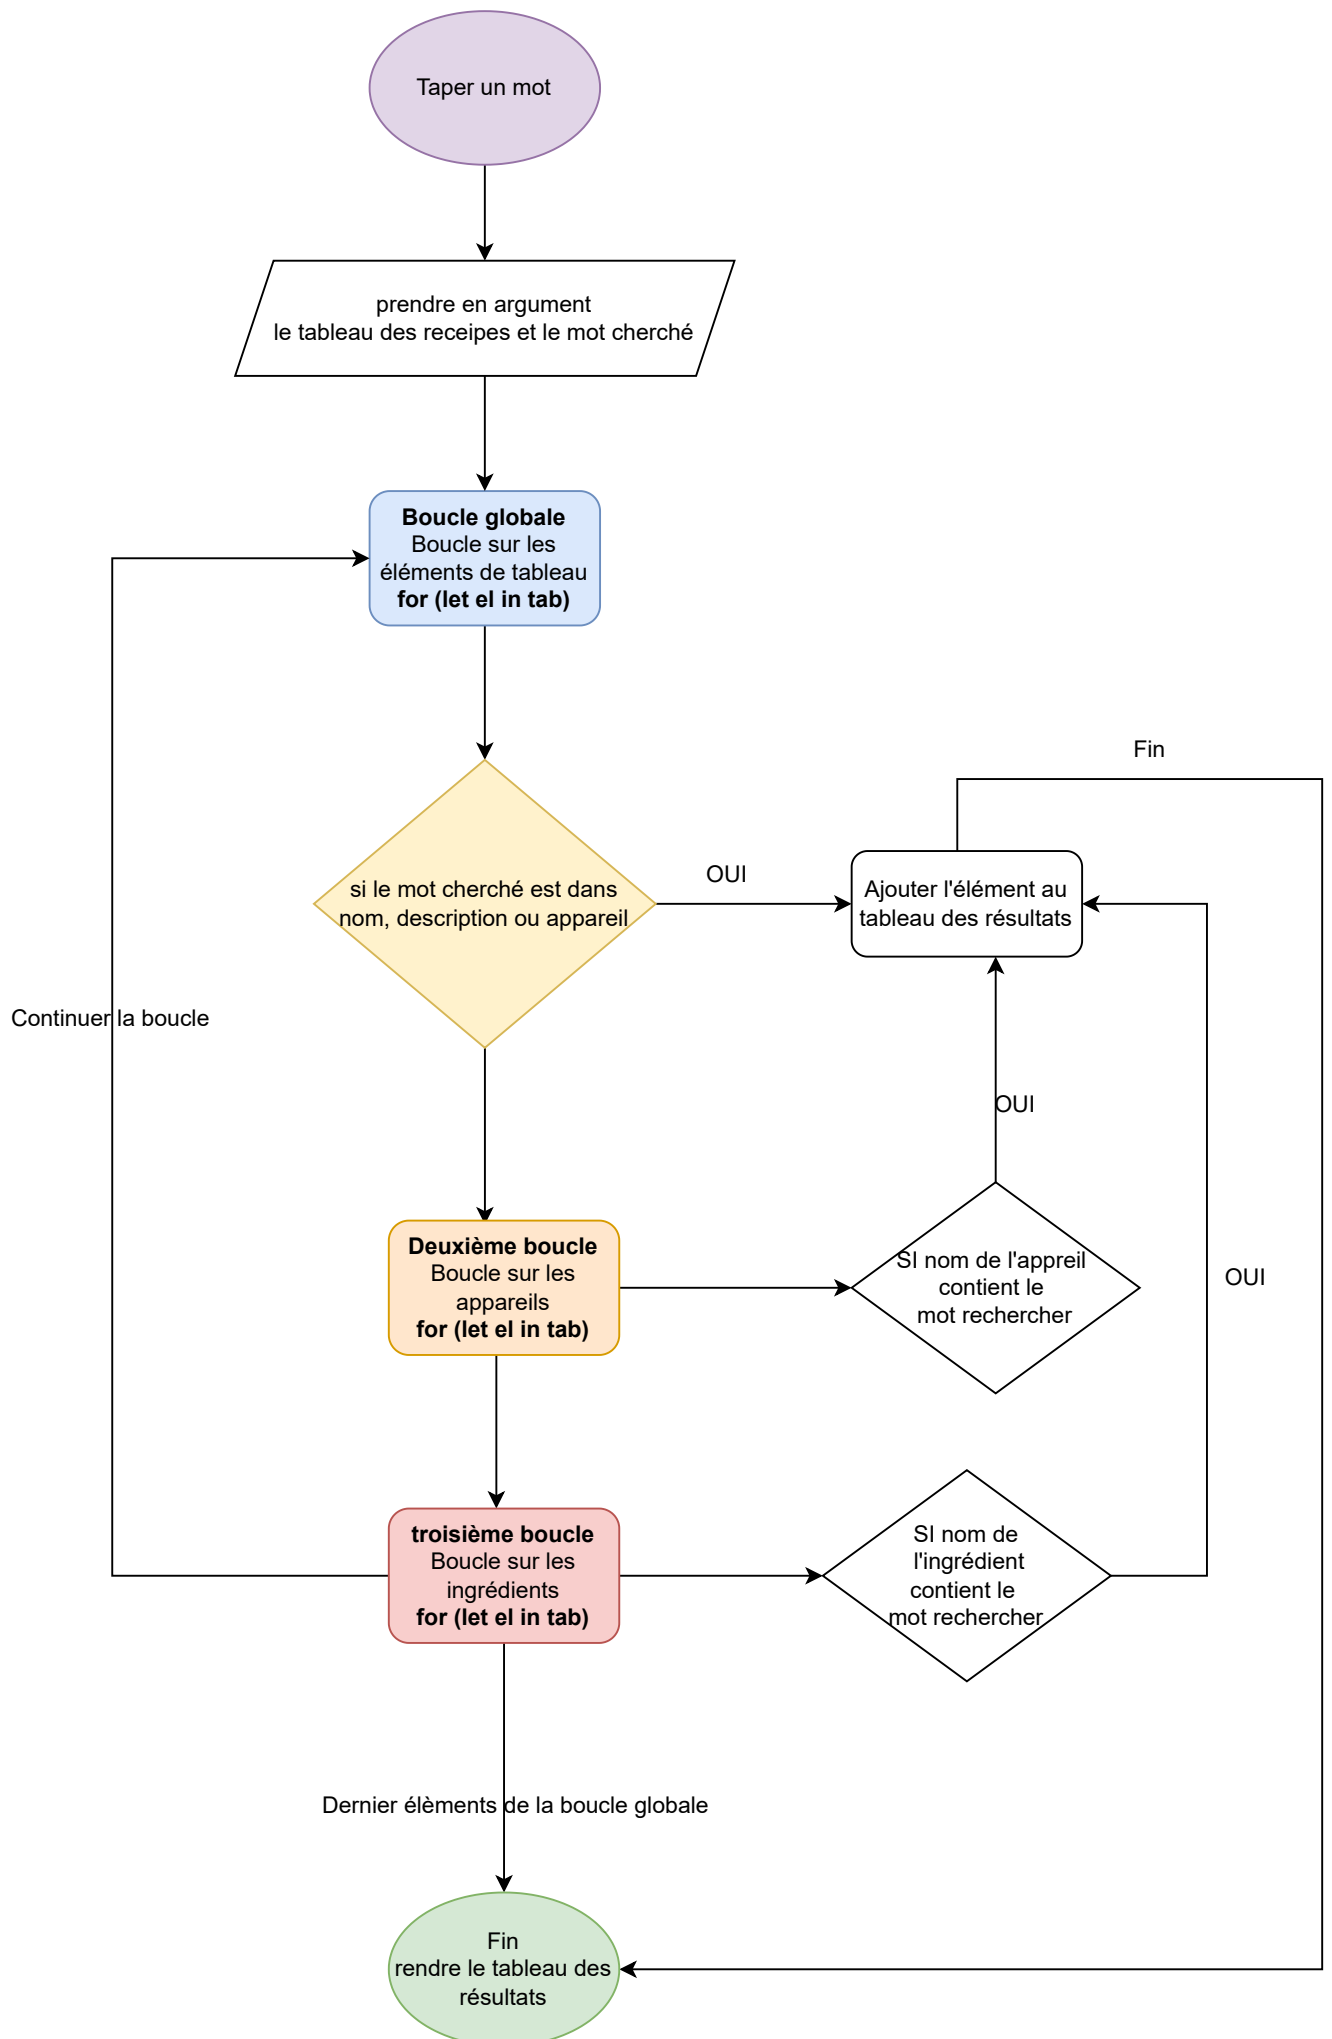 Taper un mot
prendre en argument
le tableau des receipes et le mot cherché
Boucle globale
Boucle sur les
éléments de tableau
for (let el in tab)
Fin
si le mot cherché est dans
nom, description ou appareil
OUI
Ajouter l'élément au
tableau des résultats
Continuer la boucle
OUI
Deuxième boucle
Boucle sur les
appareils
for (let el in tab)
SI nom de l'appreil
contient le
mot rechercher
OUI
troisième boucle
Boucle sur les
ingrédients
for (let el in tab)
SI nom de
l'ingrédient
contient le
mot rechercher
Dernier élèments de la boucle globale
Fin
rendre le tableau des
résultats